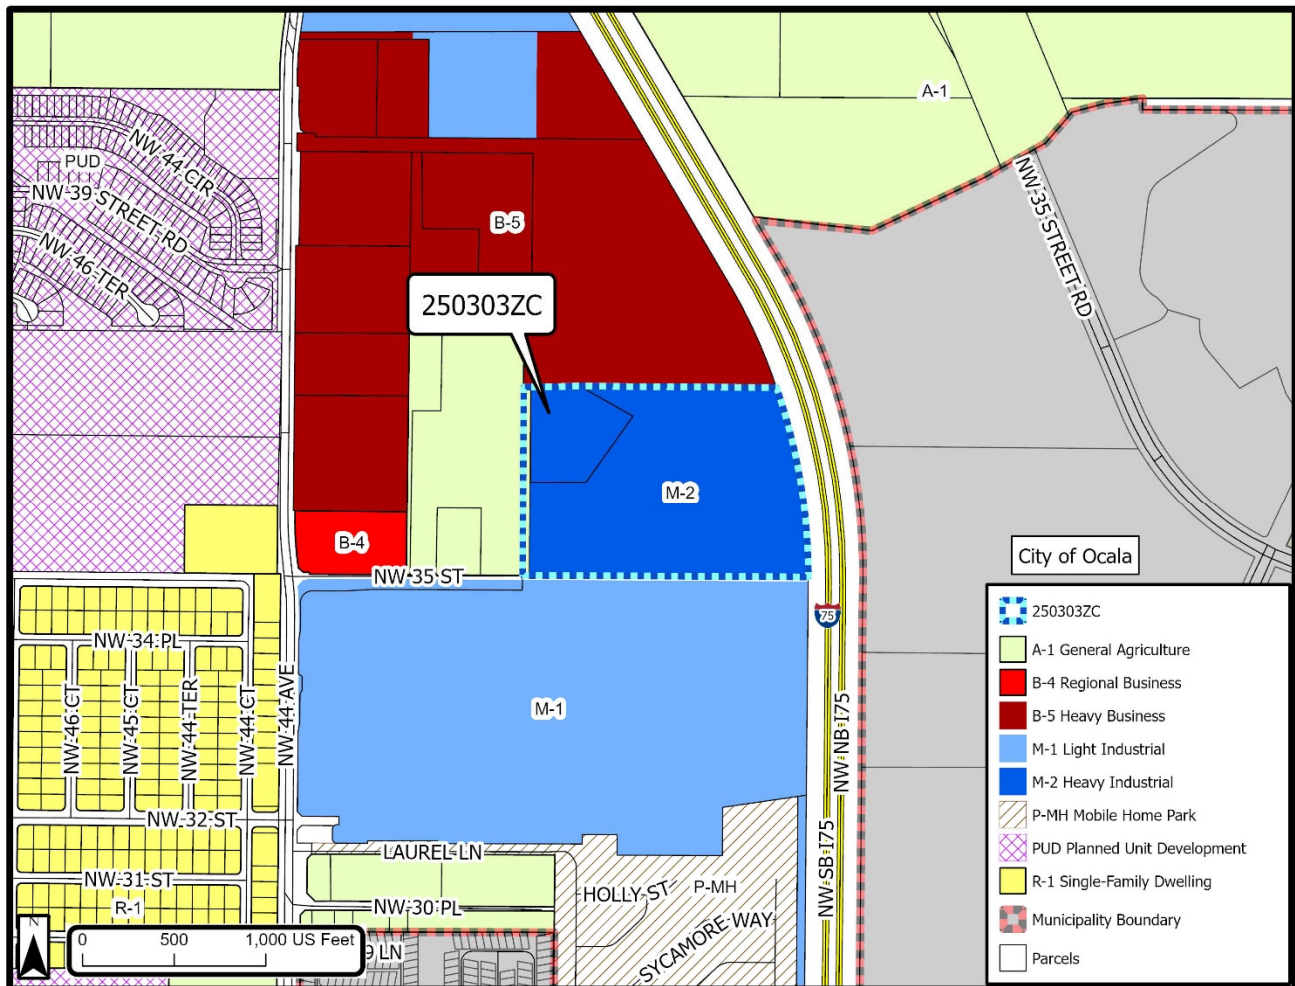 A-1
NW 44 CIR
PUD
NW 39 STREET RD
NW 46 TER
NW 35 STREET RD
B-5
250303ZC
M-2
B-4
City of Ocala
NW 35 ST
75
NW 34 PL
NW 46 CT
NW 45 CT
NW 44 TER
NW 44 CT
NW 44 AVE
M-1
NW NB I75
NW SB I75
NW 32 ST
LAUREL LN
NW 31 ST
HOLLY ST
P-MH
R-1
NW 30 PL
SYCAMORE WAY
9 LN
N
0 500 1,000 US Feet
250303ZC
A-1 General Agriculture
B-4 Regional Business
B-5 Heavy Business
M-1 Light Industrial
M-2 Heavy Industrial
P-MH Mobile Home Park
PUD Planned Unit Development
R-1 Single-Family Dwelling
Municipality Boundary
Parcels